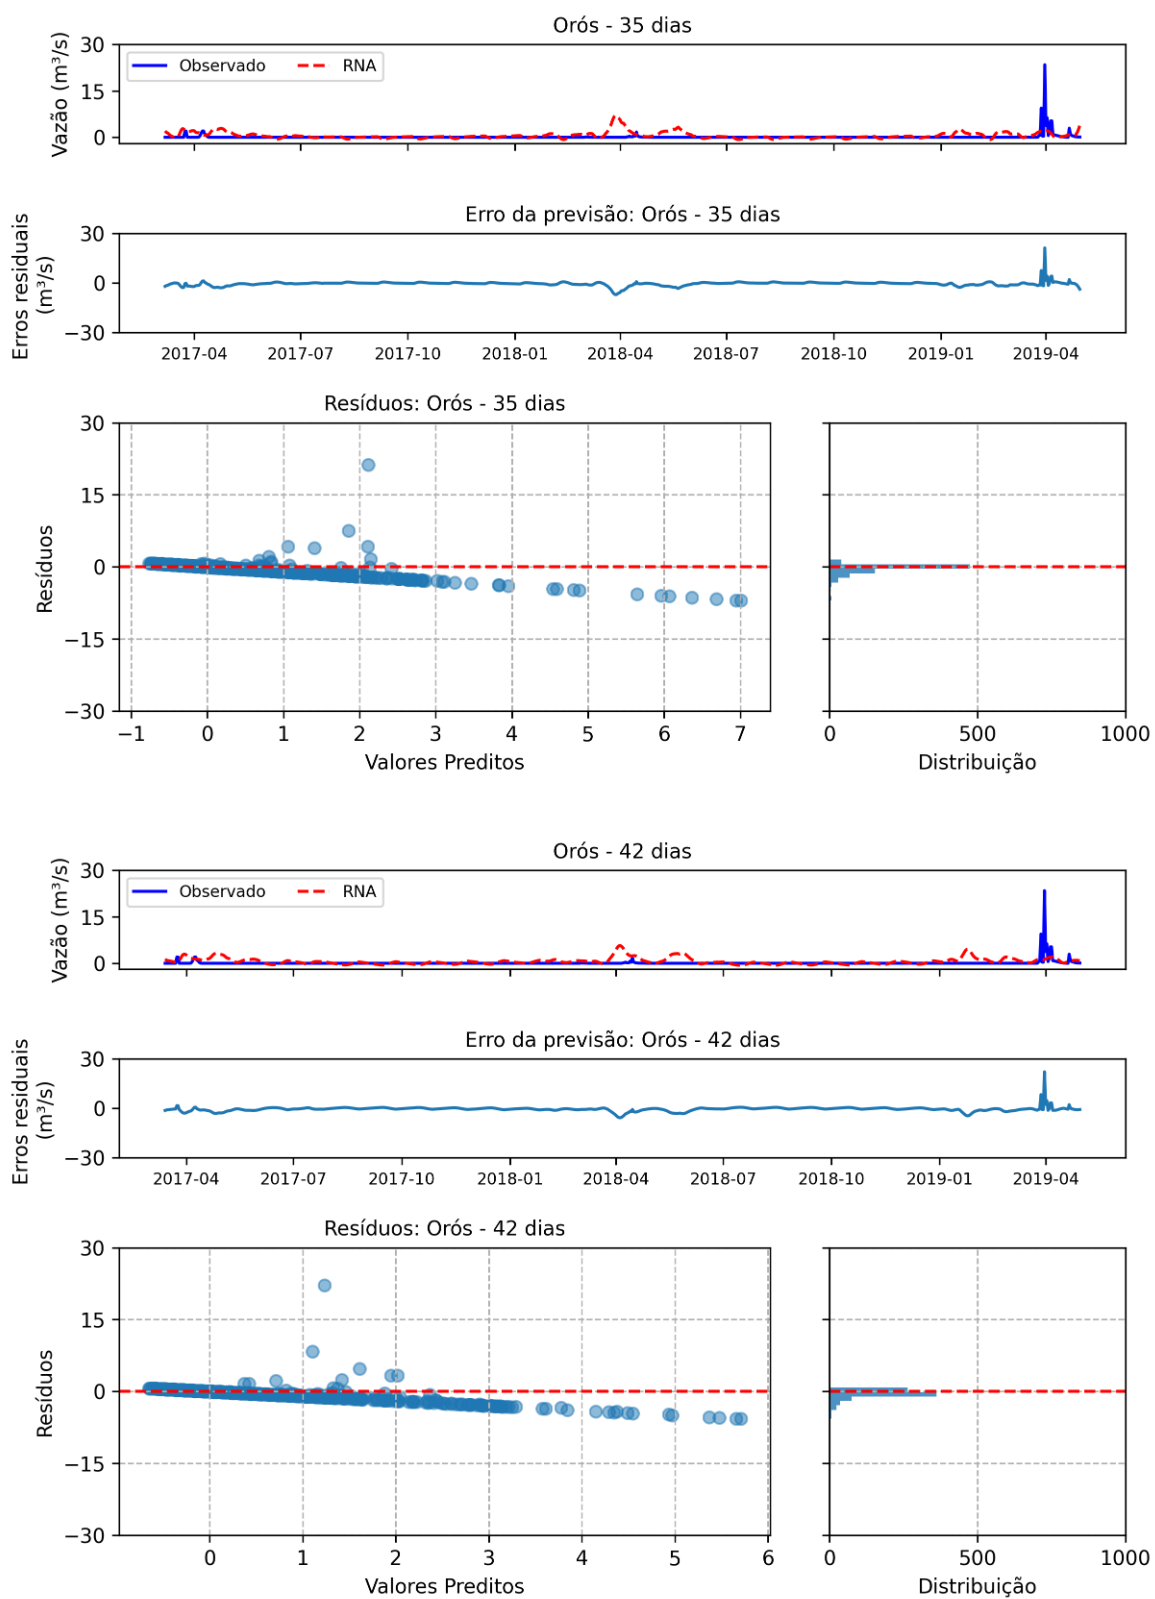 Orós - 35 dias
Vazão (m³/s)
30
15
0
Observado
RNA
Erro da previsão: Orós - 35 dias
Erros residuais
(m³/s)
30
0
−30
2017-04 2017-07 2017-10 2018-01 2018-04 2018-07 2018-10 2019-01 2019-04
Resíduos: Orós - 35 dias
Resíduos
30
15
0
−15
−30
−1 0 1 2 3 4 5 6 7
Valores Preditos
0 500 1000
Distribuição
Orós - 42 dias
Vazão (m³/s)
30
15
0
Observado
RNA
Erro da previsão: Orós - 42 dias
Erros residuais
(m³/s)
30
0
−30
2017-04 2017-07 2017-10 2018-01 2018-04 2018-07 2018-10 2019-01 2019-04
Resíduos: Orós - 42 dias
Resíduos
30
15
0
−15
−30
0 1 2 3 4 5 6
Valores Preditos
0 500 1000
Distribuição